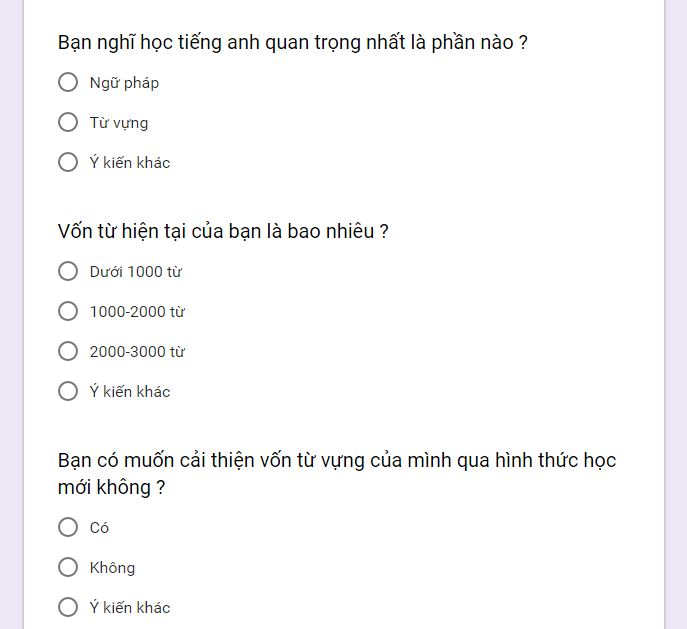 Bạn nghĩ học tiếng anh quan trọng nhất là phần nào ?
Ngữ pháp
Từ vựng
Ý kiến khác
Vốn từ hiện tại của bạn là bao nhiêu ?
Dưới 1000 từ
1000-2000 từ
2000-3000 từ
Ý kiến khác
Bạn có muốn cải thiện vốn từ vựng của mình qua hình thức học
mới không ?
Có
Không
Ý kiến khác